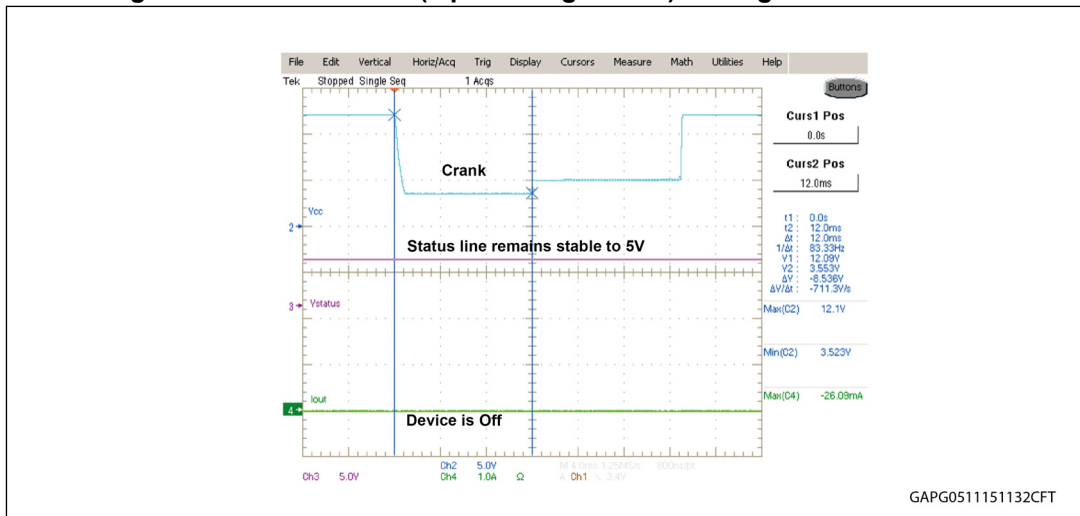 File Edit Vertical Horiz/Acq Trig Display Cursors Measure Math Utilities Help
Tek Stopped Single Seq 1 Acqs
Buttons
Curs1 Pos
0.0s
Curs2 Pos
12.0ms
Crank
Vcc
2
Status line remains stable to 5V
t1: 0.0s
t2: 12.0ms
Δt: 12.0ms
1/Δt: 83.33Hz
V1: 12.09V
V2: 3.553V
ΔV: -8.536V
ΔV/Δt: -711.3V/s
3 Vstatus
Max(C2) 12.1V
Min(C2) 3.523V
Iout
4
Max(C4) -26.09mA
Device is Off
Ch2 5.0V M 4.0ms 1.25MS/s 800ns/pt
Ch3 5.0V Ch4 1.0A Ω A Ch1 3.4V
GAPG0511151132CFT